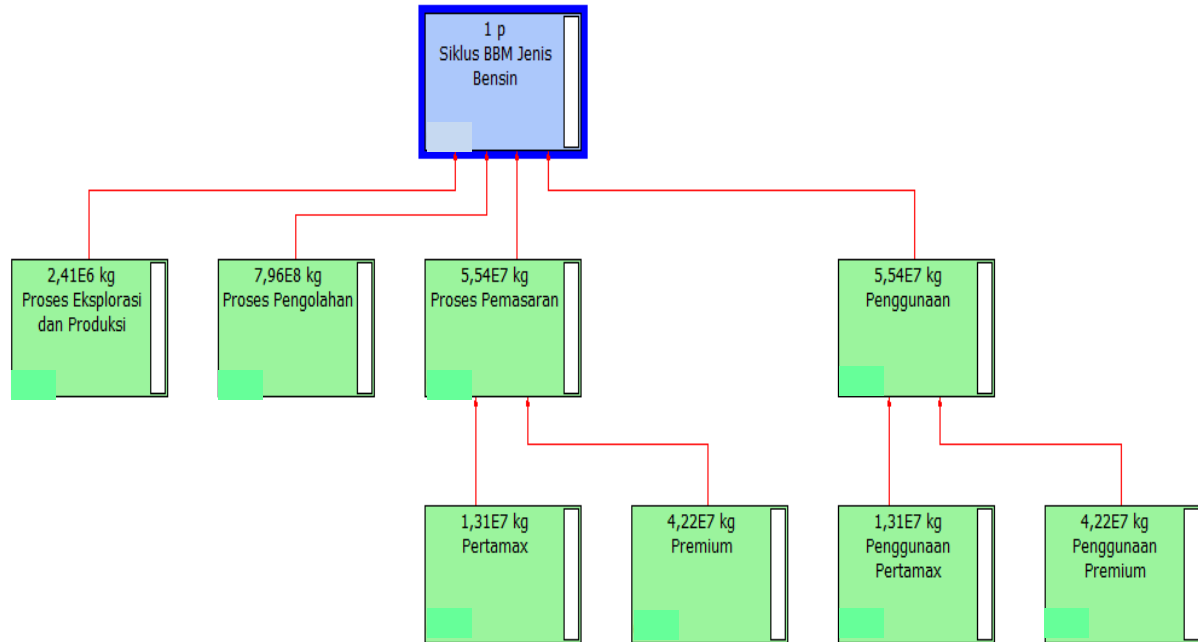 1 p
Siklus BBM Jenis
Bensin
2,41E6 kg
Proses Eksplorasi
dan Produksi
7,96E8 kg
Proses Pengolahan
5,54E7 kg
Proses Pemasaran
5,54E7 kg
Penggunaan
1,31E7 kg
Pertamax
4,22E7 kg
Premium
1,31E7 kg
Penggunaan
Pertamax
4,22E7 kg
Penggunaan
Premium